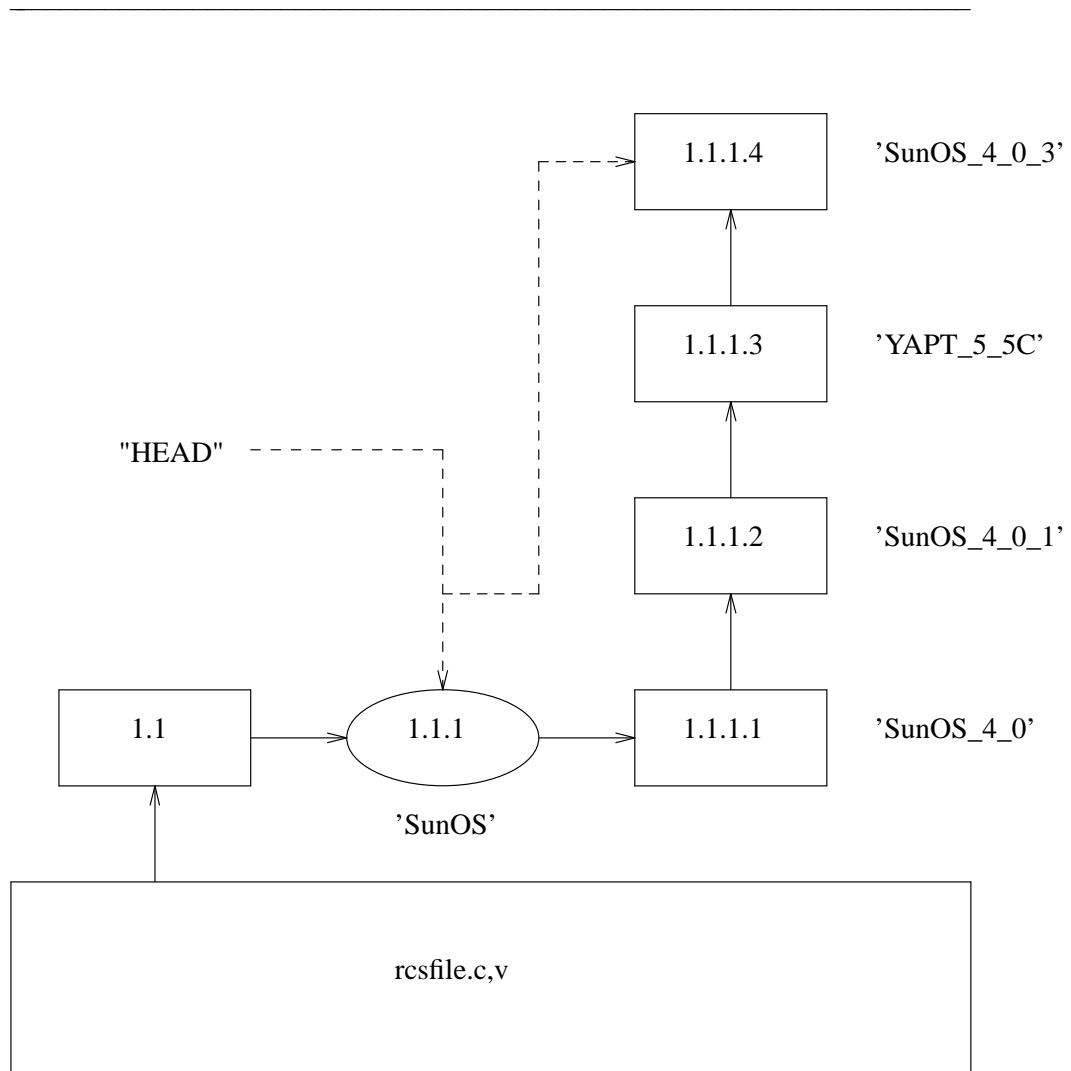 1.1.1.4 ’SunOS_4_0_3’
1.1.1.3 ’YAPT_5_5C’
"HEAD"
1.1.1.2 ’SunOS_4_0_1’
1.1 1.1.1 1.1.1.1 ’SunOS_4_0’
’SunOS’
rcsfile.c,v